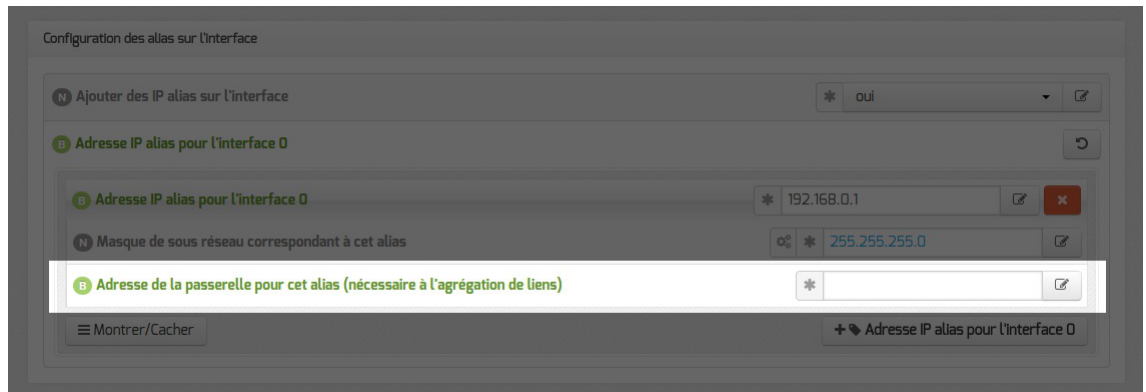 Configuration des alias sur l'interface
N Ajouter des IP alias sur l'interface
oui
B Adresse IP alias pour l'interface 0
B Adresse IP alias pour l'interface 0
192.168.0.1
N Masque de sous réseau correspondant à cet alias
255.255.255.0
B Adresse de la passerelle pour cet alias (nécessaire à l'agrégation de liens)
Montrer/Cacher
+ Adresse IP alias pour l'interface 0